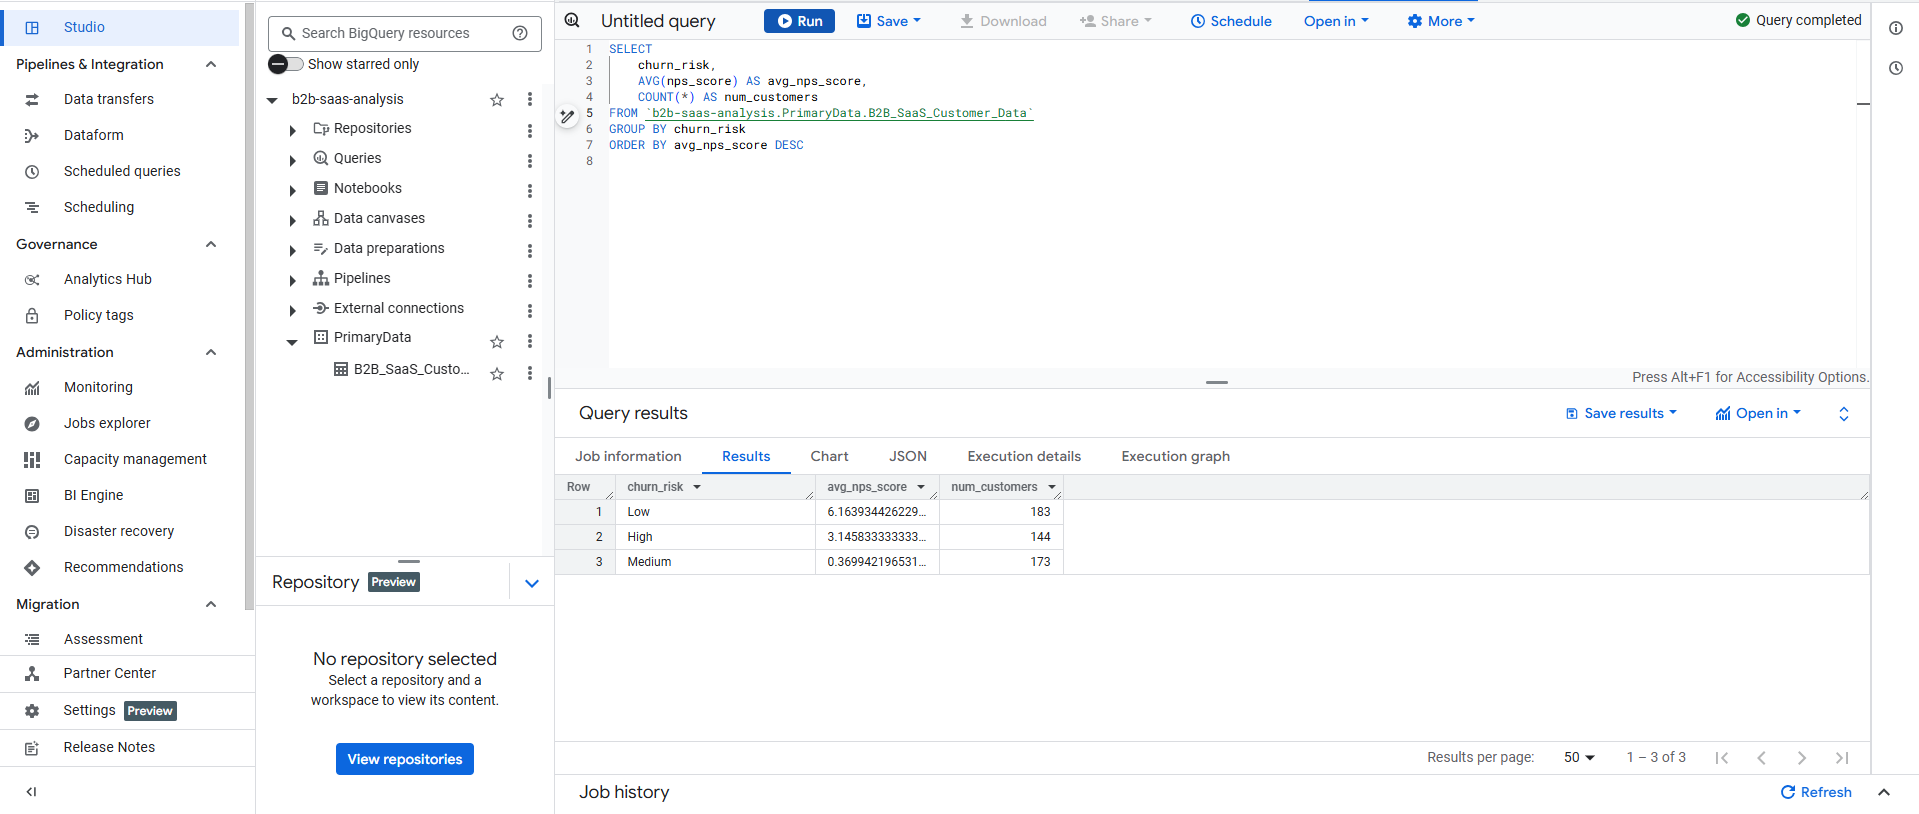 Studio
Pipelines & Integration
Data transfers
Dataform
Scheduled queries
Scheduling
Governance
Analytics Hub
Policy tags
Administration
Monitoring
Jobs explorer
Capacity management
BI Engine
Disaster recovery
Recommendations
Migration
Assessment
Partner Center
Settings Preview
Release Notes
Search BigQuery resources
Show starred only
b2b-saas-analysis
Repositories
Queries
Notebooks
Data canvases
Data preparations
Pipelines
External connections
PrimaryData
B2B_SaaS_Custo...
Repository Preview
No repository selected
Select a repository and a
workspace to view its content.
View repositories
Untitled query Run Save Download Share Schedule Open in More Query completed
1 SELECT
2 churn_risk,
3 AVG(nps_score) AS avg_nps_score,
4 COUNT(*) AS num_customers
5 FROM `b2b-saas-analysis.PrimaryData.B2B_SaaS_Customer_Data`
6 GROUP BY churn_risk
7 ORDER BY avg_nps_score DESC
8
Press Alt+F1 for Accessibility Options.
Query results Save results Open in
Job information Results Chart JSON Execution details Execution graph
Row churn_risk avg_nps_score num_customers
1 Low 6.163934426229... 183
2 High 3.145833333333... 144
3 Medium 0.369942196531... 173
Results per page: 50 1 – 3 of 3
Job history Refresh